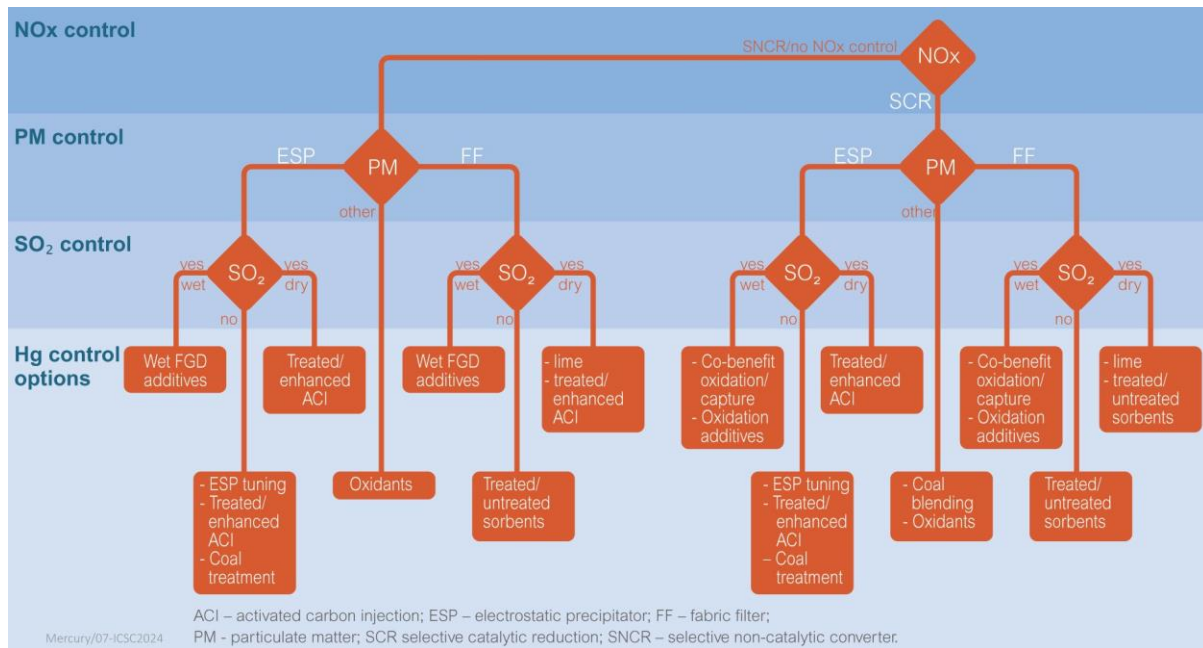 NOx control
SNCR/no NOx control
NOx
SCR
PM control
ESP
PM
FF
other
ESP
PM
FF
other
SO₂ control
yes
wet
SO₂
yes
dry
no
yes
wet
SO₂
yes
dry
no
yes
wet
SO₂
yes
dry
no
yes
wet
SO₂
yes
dry
no
Hg control
options
Wet FGD
additives
Treated/
enhanced
ACI
Wet FGD
additives
- lime
- treated/
enhanced
ACI
- Co-benefit
oxidation/
capture
- Oxidation
additives
Treated/
enhanced
ACI
- Co-benefit
oxidation/
capture
- Oxidation
additives
- lime
- treated/
untreated
sorbents
- ESP tuning
- Treated/
enhanced
ACI
- Coal
treatment
Oxidants
Treated/
untreated
sorbents
- ESP tuning
- Treated/
enhanced
ACI
– Coal
treatment
- Coal
blending
- Oxidants
Treated/
untreated
sorbents
ACI – activated carbon injection; ESP – electrostatic precipitator; FF – fabric filter;
PM - particulate matter; SCR selective catalytic reduction; SNCR – selective non-catalytic converter.
Mercury/07-ICSC2024